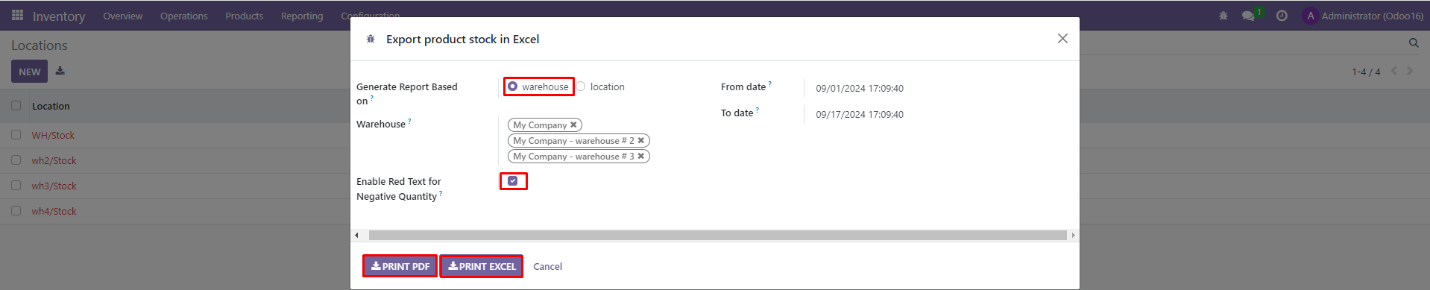 Inventory Overview Operations Products Reporting Configuration 1 A Administrator (Odoo16)
Locations
NEW
1-4 / 4
Location
WH/Stock
wh2/Stock
wh3/Stock
wh4/Stock
Export product stock in Excel
Generate Report Based
on ?
warehouse location
Warehouse ?
My Company ✖
My Company - warehouse # 2 ✖
My Company - warehouse # 3 ✖
Enable Red Text for
Negative Quantity ?
From date ? 09/01/2024 17:09:40
To date ? 09/17/2024 17:09:40
PRINT PDF PRINT EXCEL Cancel